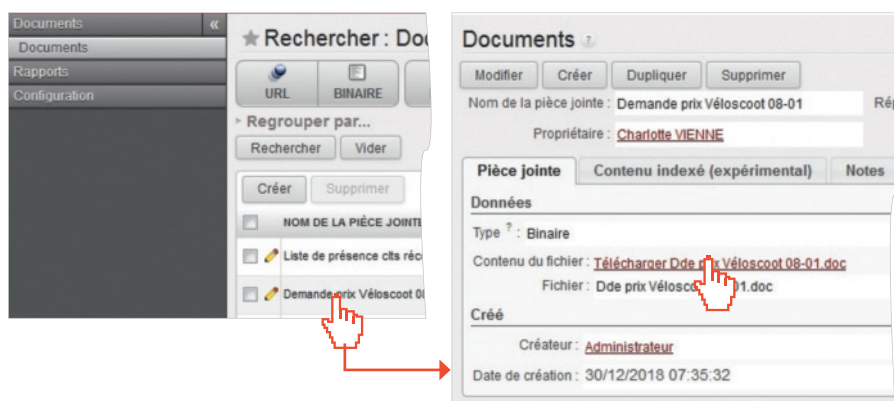 Documents «
Documents
Rapports
Configuration
Rechercher : Do
URL BINAIRE
Regrouper par...
Rechercher Vider
Créer Supprimer
NOM DE LA PIÈCE JOINTE
Liste de présence clts réc
Demande prix Véloscoot 0
Documents ?
Modifier Créer Dupliquer Supprimer
Nom de la pièce jointe : Demande prix Véloscoot 08-01 Ré
Propriétaire : Charlotte VIENNE
Pièce jointe Contenu indexé (expérimental) Notes
Données
Type ? : Binaire
Contenu du fichier : Télécharger Dde prix Véloscoot 08-01.doc
Fichier : Dde prix Vélosco 01.doc
Créé
Créateur : Administrateur
Date de création : 30/12/2018 07:35:32